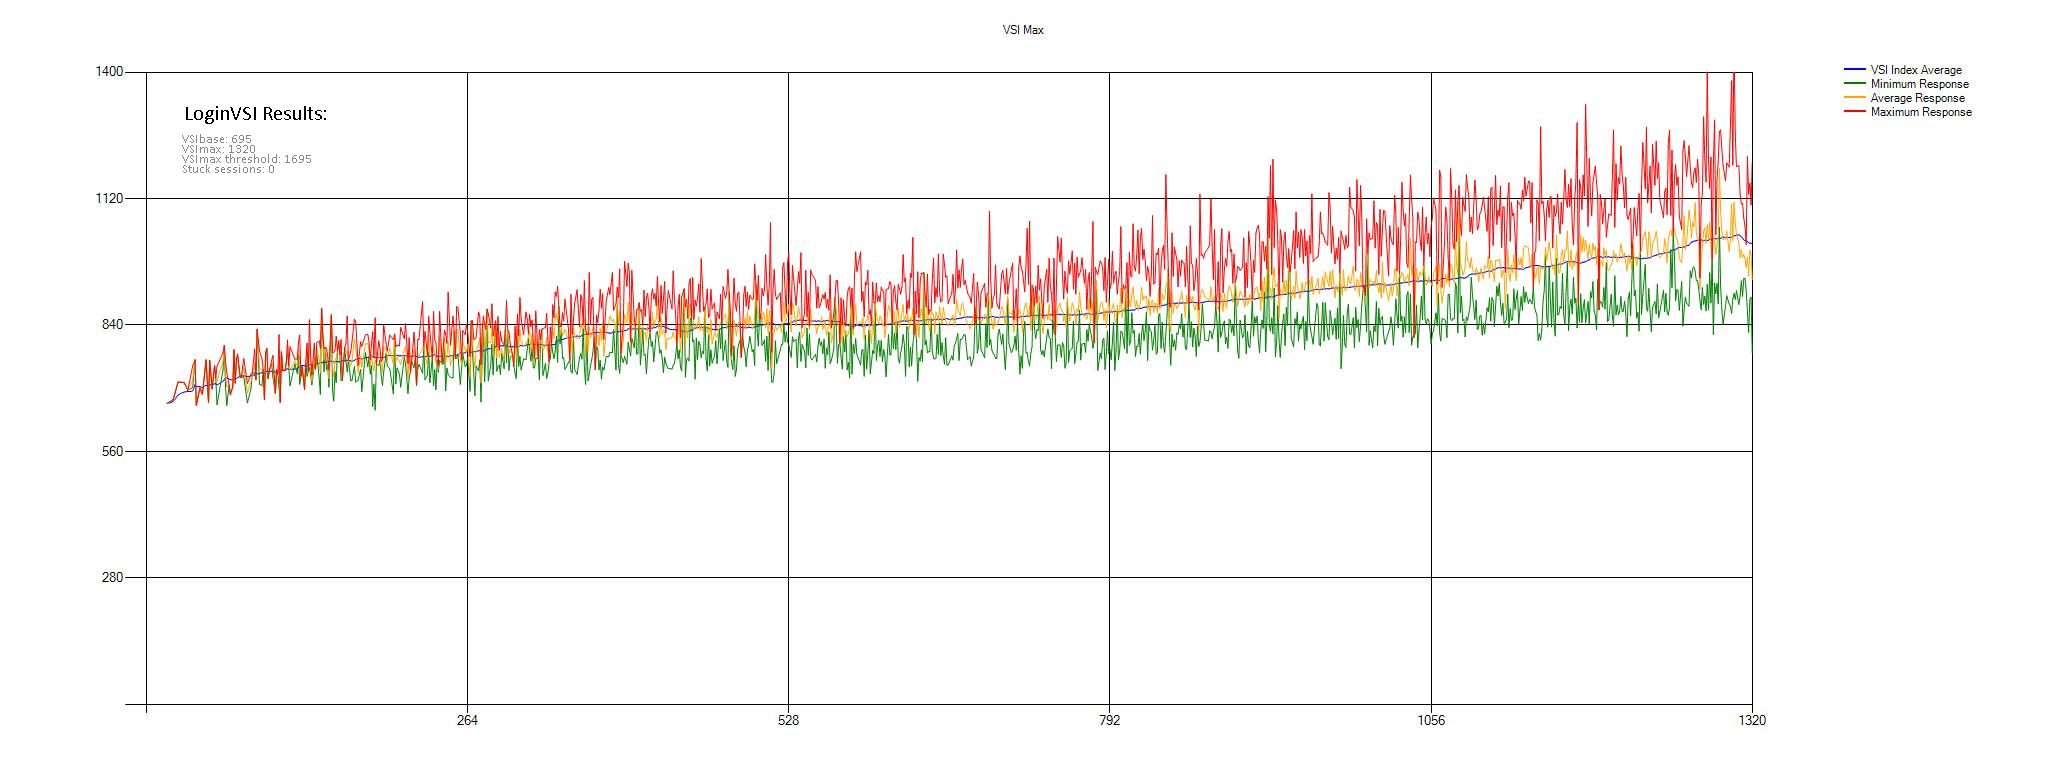 VSI Max
1400
1120
840
560
280
264
528
792
1056
1320
LoginVSI Results:
VSIbase: 695
VSImax: 1320
VSImax threshold: 1695
Stuck sessions: 0
VSI Index Average
Minimum Response
Average Response
Maximum Response